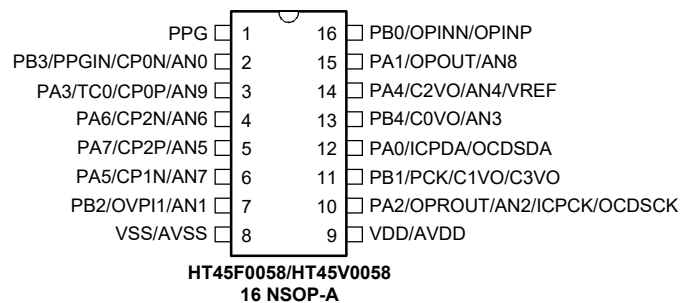 PPG 1 16 PB0/OPINN/OPINP
PB3/PPGIN/CP0N/AN0 2 15 PA1/OPOUT/AN8
PA3/TC0/CP0P/AN9 3 14 PA4/C2VO/AN4/VREF
PA6/CP2N/AN6 4 13 PB4/C0VO/AN3
PA7/CP2P/AN5 5 12 PA0/ICPDA/OCDSDA
PA5/CP1N/AN7 6 11 PB1/PCK/C1VO/C3VO
PB2/OVPI1/AN1 7 10 PA2/OPROUT/AN2/ICPCK/OCDSCK
VSS/AVSS 8 9 VDD/AVDD
HT45F0058/HT45V0058
16 NSOP-A